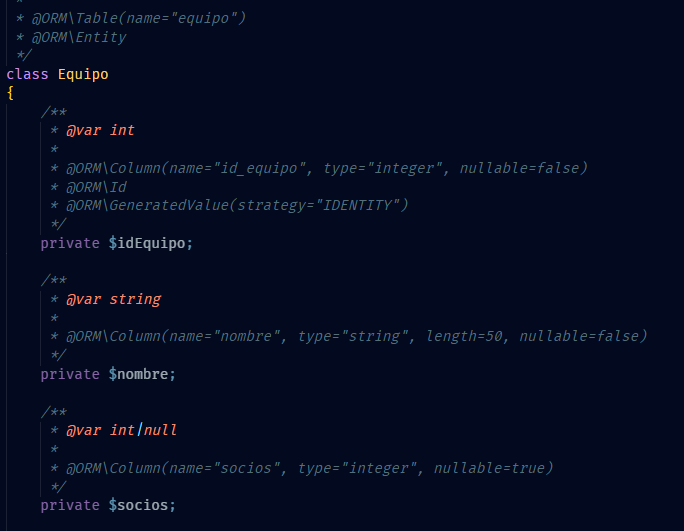 *
* @ORM\Table(name="equipo")
* @ORM\Entity
*/
class Equipo
{
/**
* @var int
*
* @ORM\Column(name="id_equipo", type="integer", nullable=false)
* @ORM\Id
* @ORM\GeneratedValue(strategy="IDENTITY")
*/
private $idEquipo;
/**
* @var string
*
* @ORM\Column(name="nombre", type="string", length=50, nullable=false)
*/
private $nombre;
/**
* @var int|null
*
* @ORM\Column(name="socios", type="integer", nullable=true)
*/
private $socios;